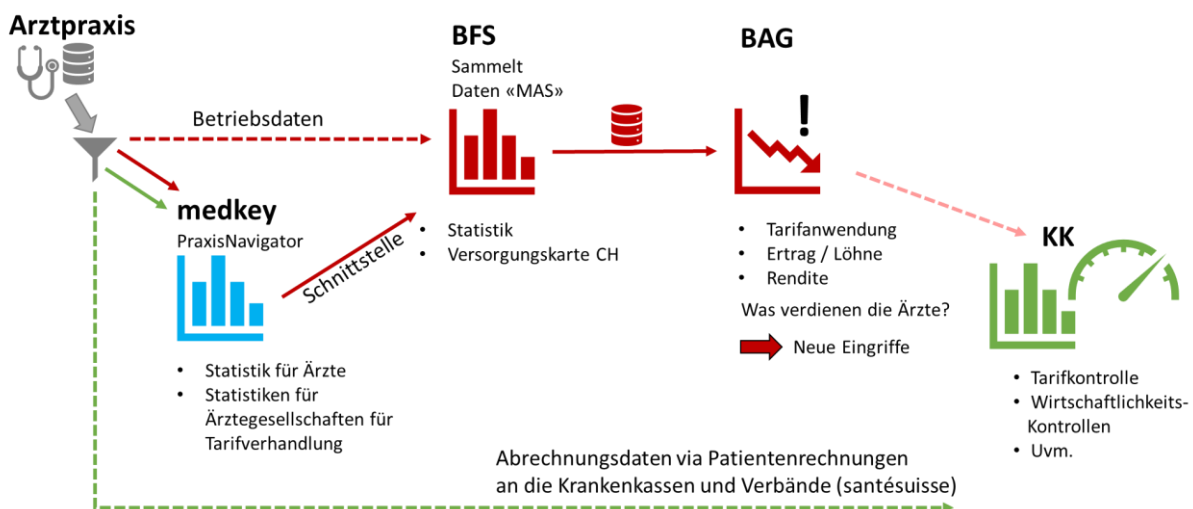 Arztpraxis
Betriebsdaten
medkey
PraxisNavigator
Schnittstelle
• Statistik für Ärzte
• Statistiken für
Ärztegesellschaften für
Tarifverhandlung
BFS
Sammelt
Daten «MAS»
• Statistik
• Versorgungskarte CH
BAG
!
• Tarifanwendung
• Ertrag / Löhne
• Rendite
Was verdienen die Ärzte?
Neue Eingriffe
KK
• Tarifkontrolle
• Wirtschaftlichkeits-
Kontrollen
• Uvm.
Abrechnungsdaten via Patientenrechnungen
an die Krankenkassen und Verbände (santésuisse)